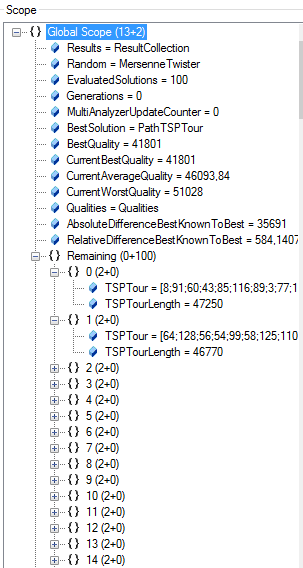 Scope
{} Global Scope (13+2)
Results = ResultCollection
Random = MersenneTwister
EvaluatedSolutions = 100
Generations = 0
MultiAnalyzerUpdateCounter = 0
BestSolution = PathTSPTour
BestQuality = 41801
CurrentBestQuality = 41801
CurrentAverageQuality = 46093,84
CurrentWorstQuality = 51028
Qualities = Qualities
AbsoluteDifferenceBestKnownToBest = 35691
RelativeDifferenceBestKnownToBest = 584,1407
{} Remaining (0+100)
{} 0 (2+0)
TSPTour = [8;91;60;43;85;116;89;3;77;1
TSPTourLength = 47250
{} 1 (2+0)
TSPTour = [64;128;56;54;99;58;125;110
TSPTourLength = 46770
{} 2 (2+0)
{} 3 (2+0)
{} 4 (2+0)
{} 5 (2+0)
{} 6 (2+0)
{} 7 (2+0)
{} 8 (2+0)
{} 9 (2+0)
{} 10 (2+0)
{} 11 (2+0)
{} 12 (2+0)
{} 13 (2+0)
{} 14 (2+0)